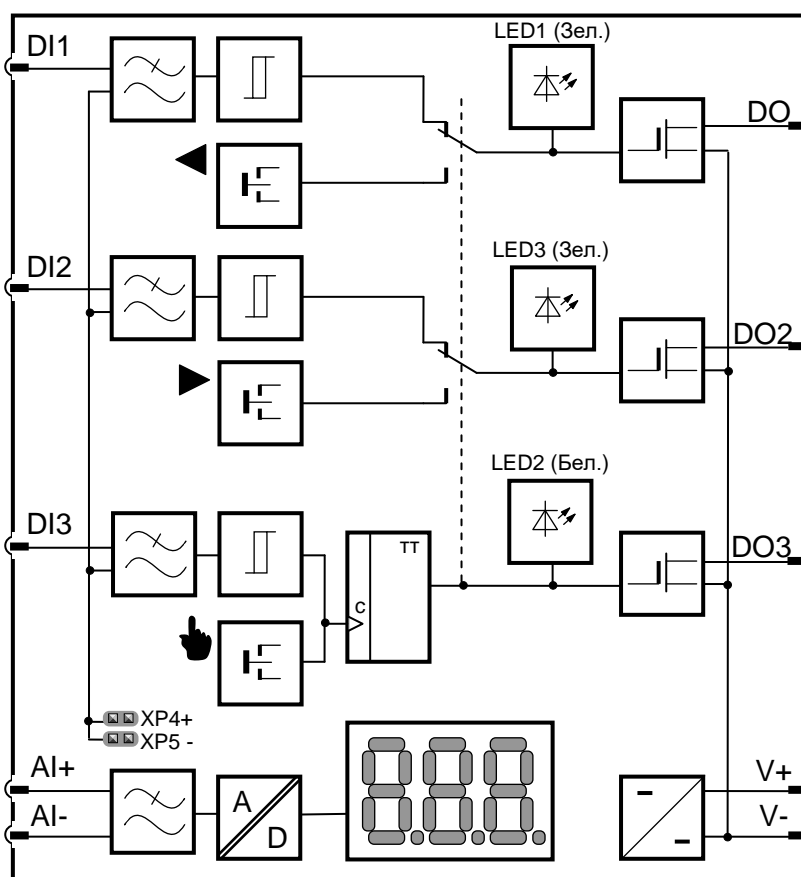 LED1 (Зел.)
DI1
DO
LED3 (Зел.)
DI2
DO2
LED2 (Бел.)
DI3
DO3
TT
C
XP4+
XP5 -
AI+
V+
A
D
AI-
V-